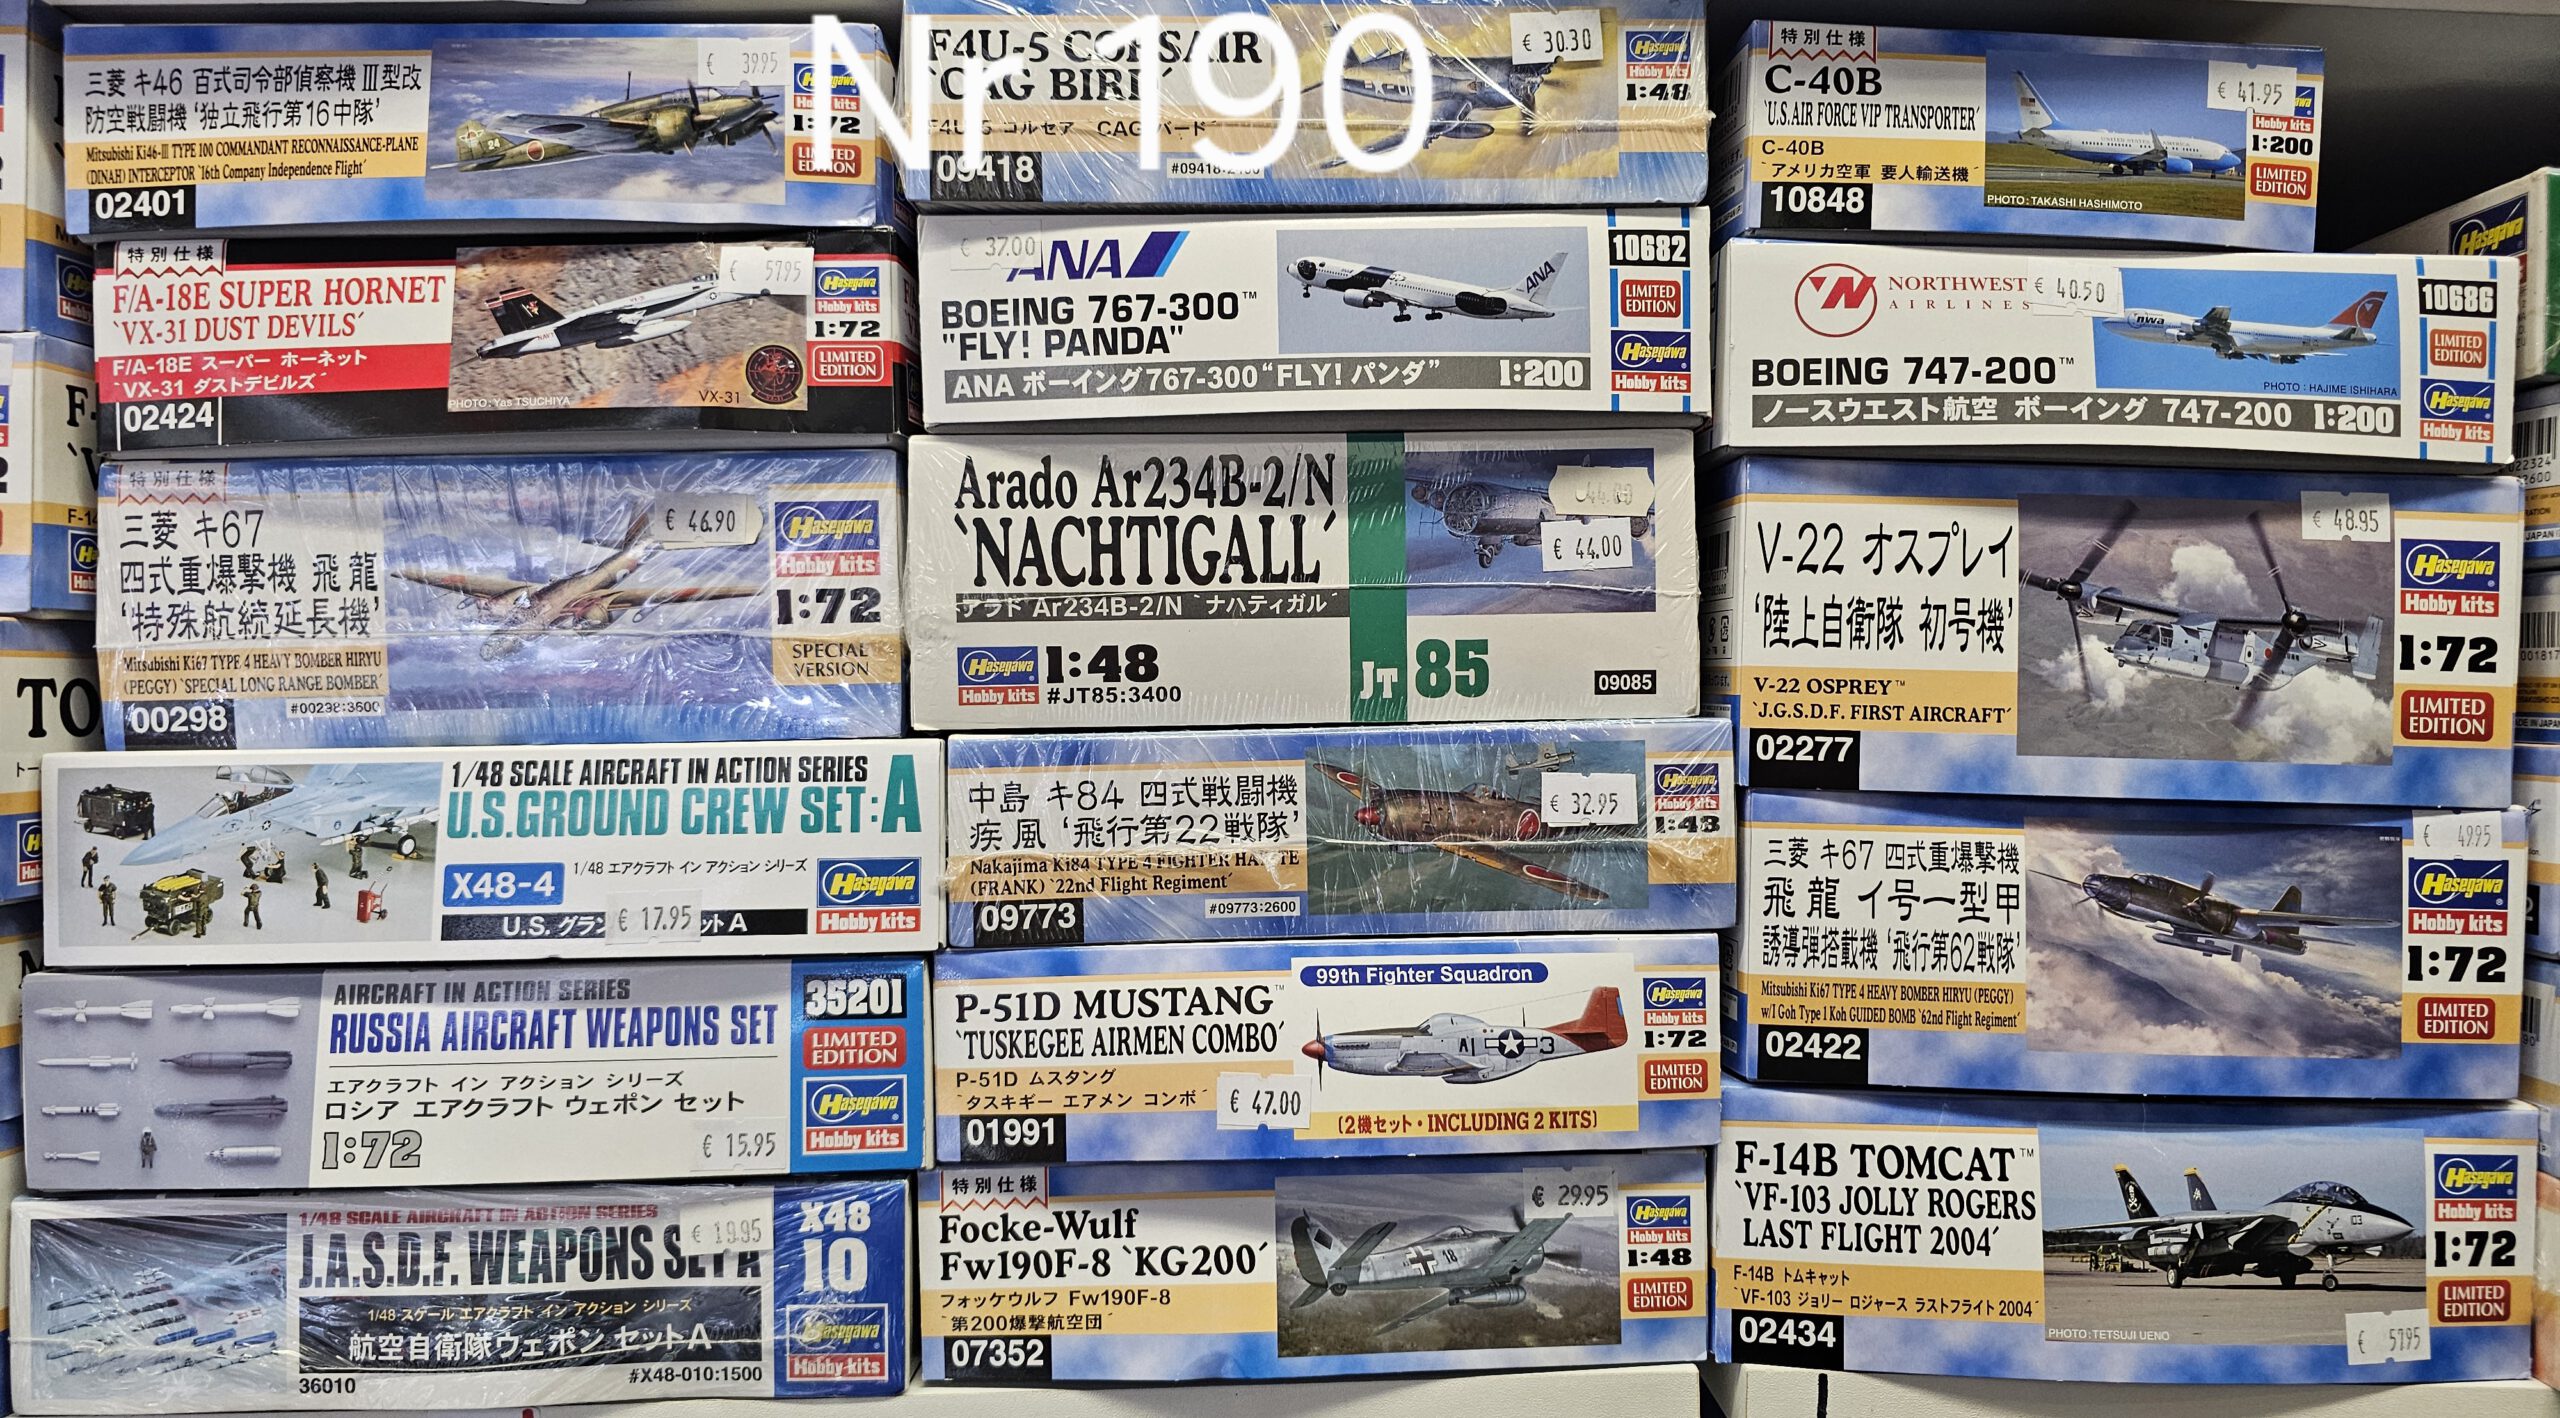 Nr 190
三菱 キ46 百式司令部偵察機 Ⅲ型改
防空戦闘機 ‘独立飛行第16中隊’
Mitsubishi Ki46-Ⅲ TYPE 100 COMMANDANT RECONNAISSANCE-PLANE
(DINAH) INTERCEPTOR `16th Company Independence Flight´
02401
24
€ 39.95
Hobby kits
1:72
LIMITED
EDITION
特別仕様
F/A-18E SUPER HORNET
`VX-31 DUST DEVILS´
F/A-18E スーパー ホーネット
`VX-31 ダストデビルズ´
02424
PHOTO: Yas TSUCHIYA
VX-31
€ 57.95
Hasegawa
Hobby kits
1:72
LIMITED
EDITION
特別仕様
三菱 キ67
四式重爆撃機 飛龍
‘特殊航続延長機’
Mitsubishi Ki67 TYPE 4 HEAVY BOMBER HIRYU
(PEGGY) `SPECIAL LONG RANGE BOMBER´
00298
#00298:3600
€ 46.90
Hasegawa
Hobby kits
1:72
SPECIAL
VERSION
1/48 SCALE AIRCRAFT IN ACTION SERIES
U.S.GROUND CREW SET:A
X48-4
1/48 エアクラフト イン アクション シリーズ
U.S. グラン
€ 17.95
ットA
Hasegawa
Hobby kits
AIRCRAFT IN ACTION SERIES
RUSSIA AIRCRAFT WEAPONS SET
エアクラフト イン アクション シリーズ
ロシア エアクラフト ウェポン セット
1:72
€ 15.95
35201
LIMITED
EDITION
Hasegawa
Hobby kits
1/48 SCALE AIRCRAFT IN ACTION SERIES
J.A.S.D.F. WEAPONS SET A
€ 19.95
1/48 スケール エアクラフト イン アクション シリーズ
航空自衛隊ウェポン セットA
36010
#X48-010:1500
X48
10
Hasegawa
Hobby kits
F4U-5 CORSAIR
`CAG BIRD´
F4U-5 コルセア `CAG バード´
09418
€ 30.30
Hasegawa
Hobby kits
1:48
€ 37.00
ANA
BOEING 767-300™
"FLY! PANDA"
ANA ボーイング767-300 “FLY! パンダ” 1:200
ANA
10682
LIMITED
EDITION
Hasegawa
Hobby kits
Arado Ar234B-2/N
`NACHTIGALL´
アラド Ar234B-2/N `ナハティガル´
Hasegawa
Hobby kits
1:48
#JT85:3400
JT 85
44.00
€ 44.00
09085
中島 キ84 四式戦闘機
疾風 ‘飛行第22戦隊’
Nakajima Ki84 TYPE 4 FIGHTER HAYATE
(FRANK) `22nd Flight Regiment´
09773
#09773:2600
€ 32.95
Hasegawa
Hobby kits
1:48
P-51D MUSTANG™
`TUSKEGEE AIRMEN COMBO´
P-51D ムスタング
`タスキギー エアメン コンボ´
01991
€ 47.00
99th Fighter Squadron
A1 3
(2機セット・INCLUDING 2 KITS)
Hasegawa
Hobby kits
1:72
LIMITED
EDITION
特別仕様
Focke-Wulf
Fw190F-8 `KG200´
フォッケウルフ Fw190F-8
`第200爆撃航空団´
07352
18
€ 29.95
Hasegawa
Hobby kits
1:48
LIMITED
EDITION
特別仕様
C-40B
`U.S. AIR FORCE VIP TRANSPORTER´
C-40B
`アメリカ空軍 要人輸送機´
10848
PHOTO: TAKASHI HASHIMOTO
€ 41.95
Hobby kits
1:200
LIMITED
EDITION
NORTHWEST
AIRLINES
€ 40.50
BOEING 747-200™
ノースウエスト航空 ボーイング 747-200 1:200
nwa
PHOTO : HAJIME ISHIHARA
10686
LIMITED
EDITION
Hasegawa
Hobby kits
V-22 オスプレイ
‘陸上自衛隊 初号機’
V-22 OSPREY™
`J.G.S.D.F. FIRST AIRCRAFT´
02277
€ 48.95
Hasegawa
Hobby kits
1:72
LIMITED
EDITION
三菱 キ67 四式重爆撃機
飛龍 イ号一型甲
誘導弾搭載機 ‘飛行第62戦隊’
Mitsubishi Ki67 TYPE 4 HEAVY BOMBER HIRYU (PEGGY)
w/I Goh Type 1 Koh GUIDED BOMB `62nd Flight Regiment´
02422
€ 49.95
Hasegawa
Hobby kits
1:72
LIMITED
EDITION
F-14B TOMCAT™
`VF-103 JOLLY ROGERS
LAST FLIGHT 2004´
F-14B トムキャット
`VF-103 ジョリー ロジャース ラストフライト 2004´
02434
PHOTO: TETSUJI UENO
103
€ 57.95
Hasegawa
Hobby kits
1:72
LIMITED
EDITION
Hasegawa